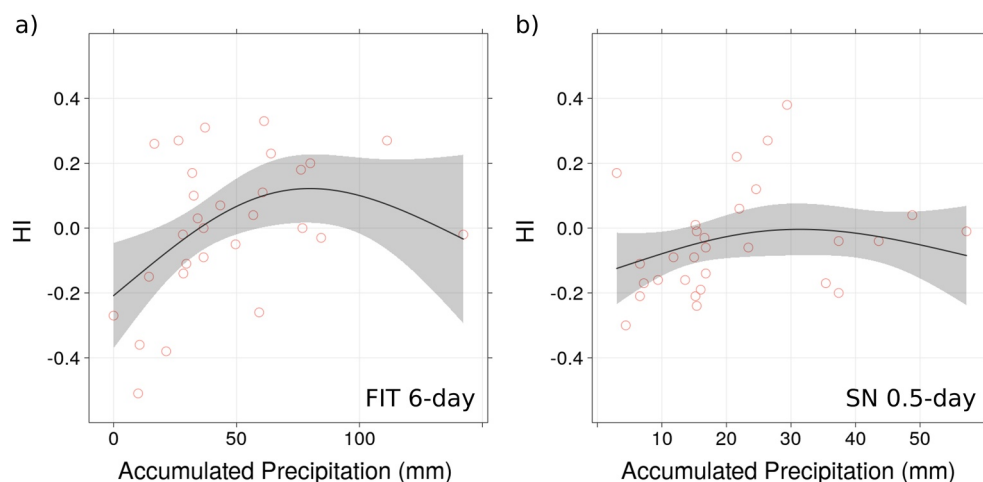 a)
HI
0.4
0.2
0.0
-0.2
-0.4
0
50
100
FIT 6-day
Accumulated Precipitation (mm)
b)
HI
0.4
0.2
0.0
-0.2
-0.4
10
20
30
40
50
SN 0.5-day
Accumulated Precipitation (mm)